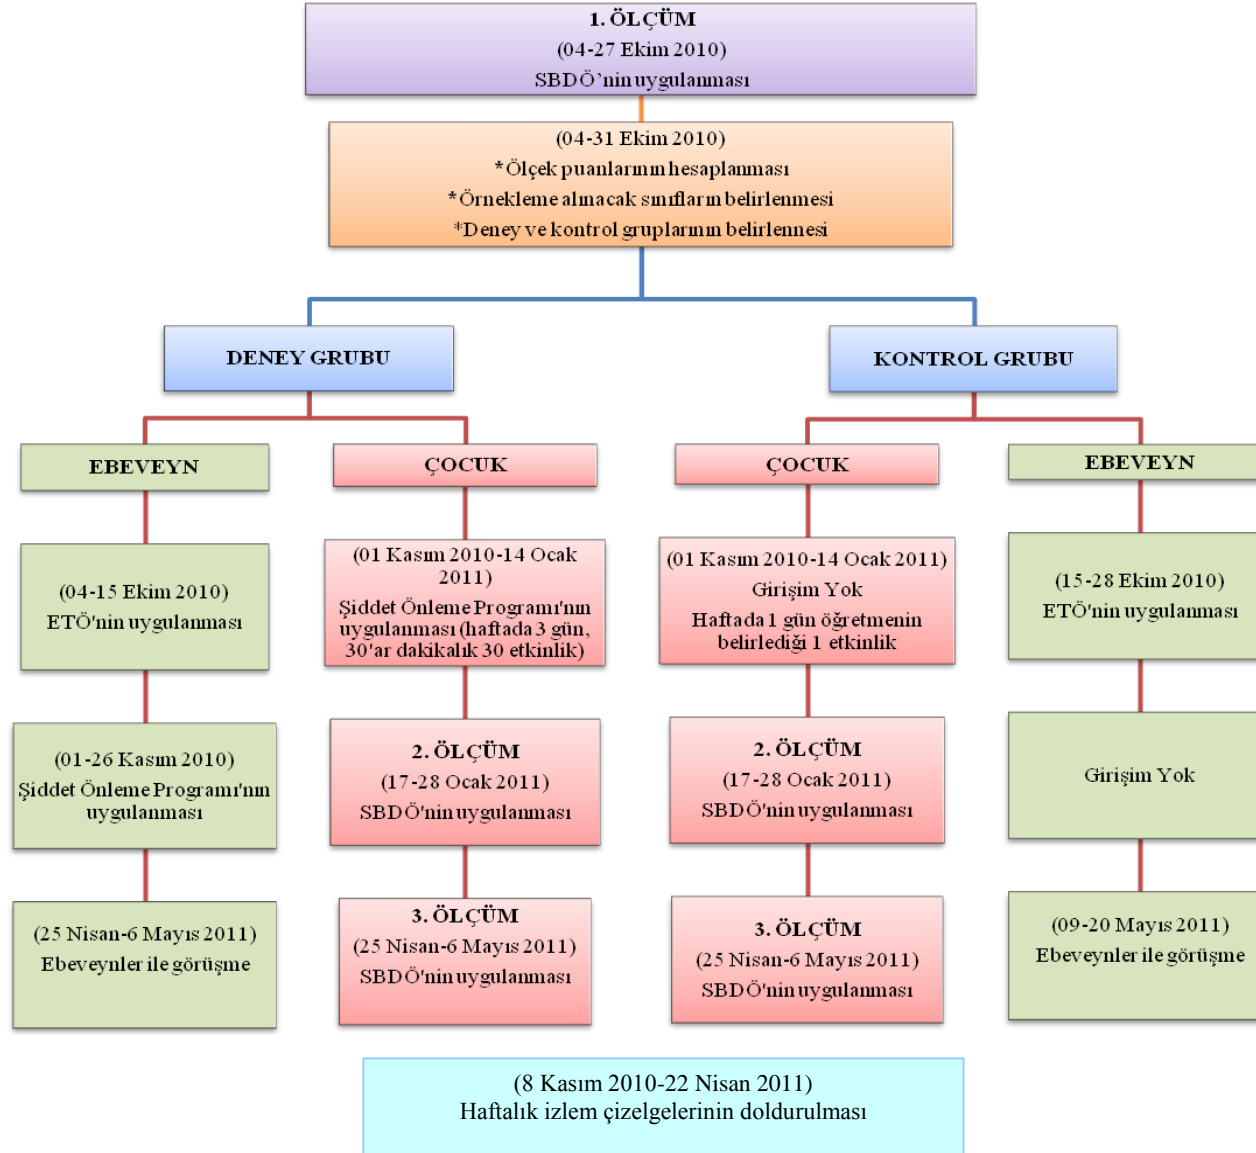 1. ÖLÇÜM
(04-27 Ekim 2010)
SBDÖ’nin uygulanması
(04-31 Ekim 2010)
*Ölçek puanlarının hesaplanması
*Örnekleme alınacak sınıfların belirlenmesi
*Deney ve kontrol gruplarının belirlennesi
DENEY GRUBU
KONTROL GRUBU
EBEVEYN
ÇOCUK
ÇOCUK
EBEVEYN
(04-15 Ekim 2010)
ETÖ'nin uygulanması
(01 Kasım 2010-14 Ocak
2011)
Şiddet Önleme Programı'nın
uygulanması (haftada 3 gün,
30'ar dakikalık 30 etkinlik)
(01 Kasım 2010-14 Ocak 2011)
Girişim Yok
Haftada 1 gün öğretmenin
belirlediği 1 etkinlik
(15-28 Ekim 2010)
ETÖ'nin uygulanması
(01-26 Kasım 2010)
Şiddet Önleme Programı'nın
uygulanması
2. ÖLÇÜM
(17-28 Ocak 2011)
SBDÖ'nin uygulanması
2. ÖLÇÜM
(17-28 Ocak 2011)
SBDÖ'nin uygulanması
Girişim Yok
(25 Nisan-6 Mayıs 2011)
Ebeveynler ile görüşme
3. ÖLÇÜM
(25 Nisan-6 Mayıs 2011)
SBDÖ'nin uygulanması
3. ÖLÇÜM
(25 Nisan-6 Mayıs 2011)
SBDÖ'nin uygulanması
(09-20 Mayıs 2011)
Ebeveynler ile görüşme
(8 Kasım 2010-22 Nisan 2011)
Haftalık izlem çizelgelerinin doldurulması